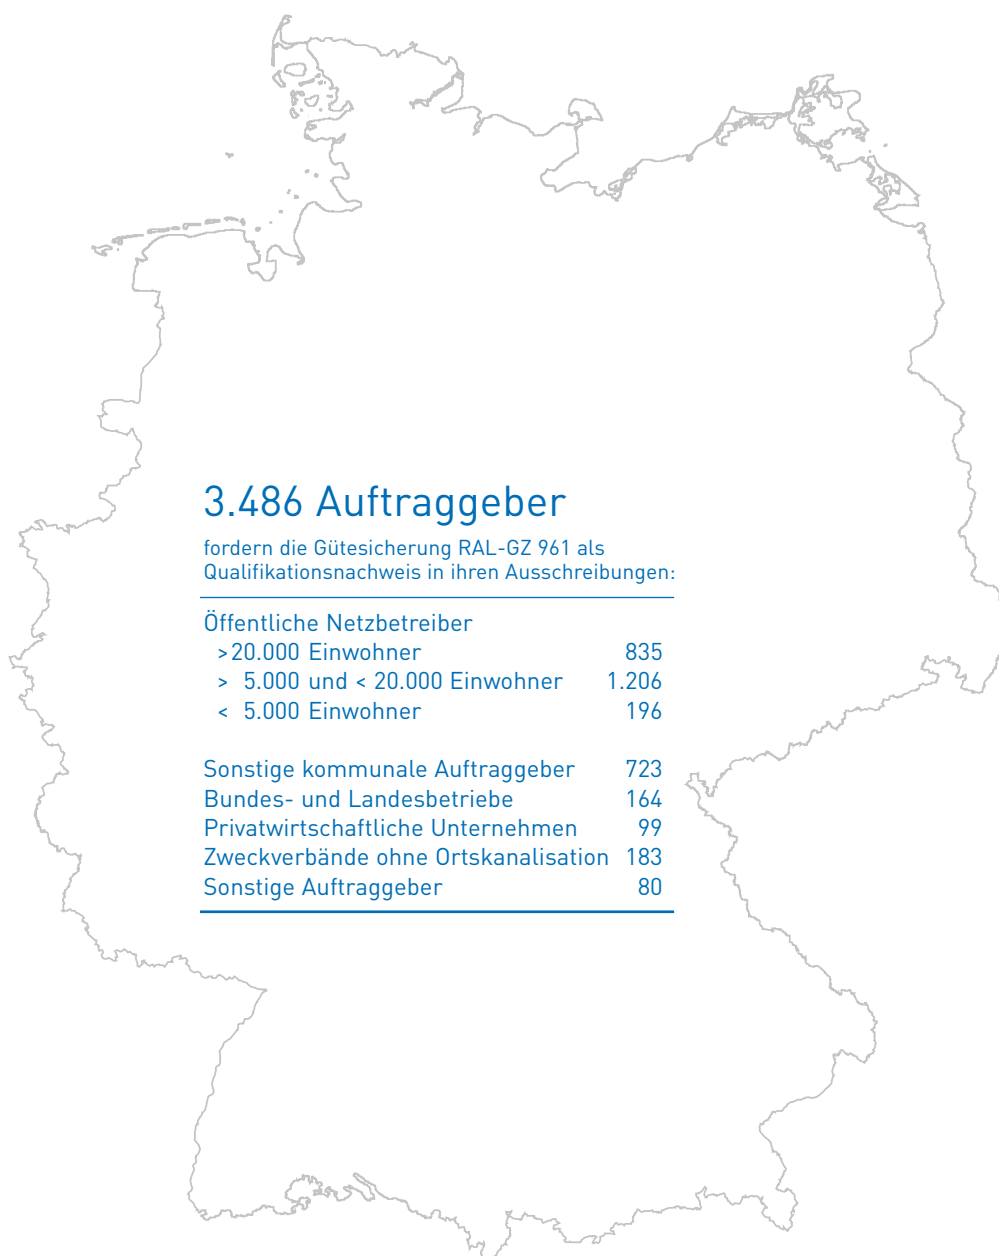 3.486 Auftraggeber
fordern die Gütesicherung RAL-GZ 961 als
Qualifikationsnachweis in ihren Ausschreibungen:
Öffentliche Netzbetreiber
>20.000 Einwohner 835
> 5.000 und < 20.000 Einwohner 1.206
< 5.000 Einwohner 196
Sonstige kommunale Auftraggeber 723
Bundes- und Landesbetriebe 164
Privatwirtschaftliche Unternehmen 99
Zweckverbände ohne Ortskanalisation 183
Sonstige Auftraggeber 80